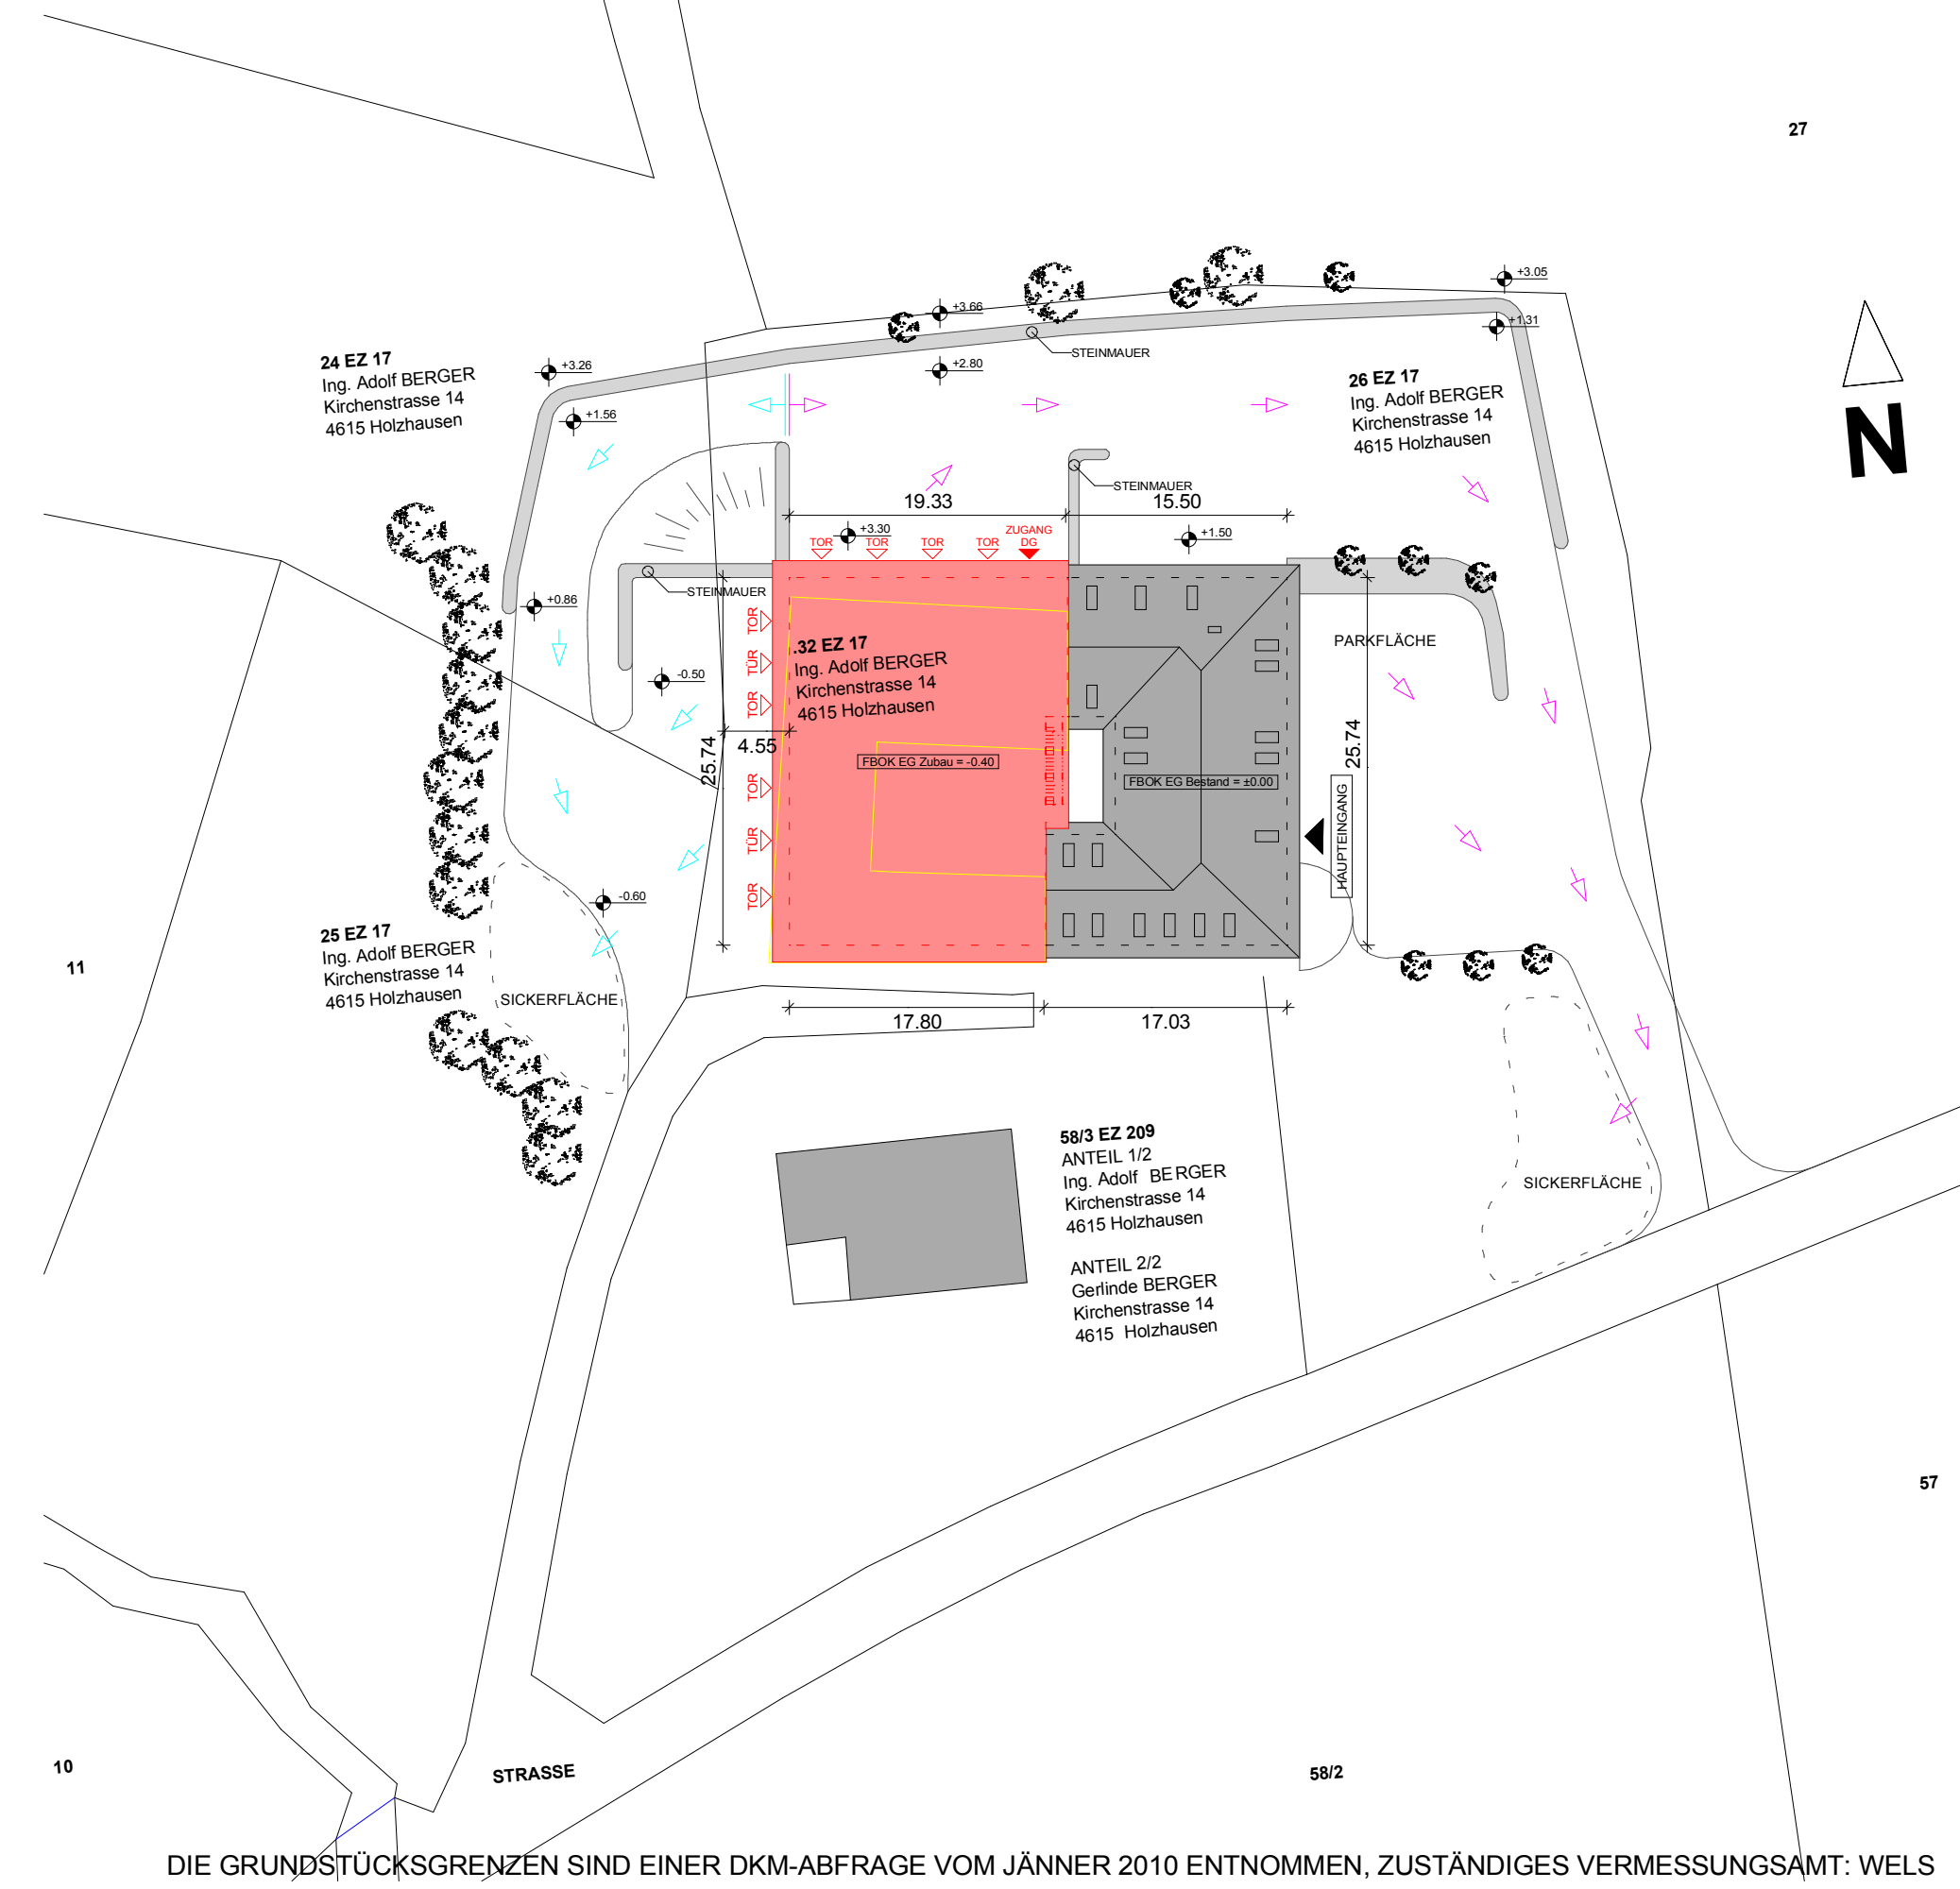 27
+3.05
+3.66
+1.31
STEINMAUER
24 EZ 17
Ing. Adolf BERGER
Kirchenstrasse 14
4615 Holzhausen
+3.26
+2.80
+1.56
26 EZ 17
Ing. Adolf BERGER
Kirchenstrasse 14
4615 Holzhausen
N
STEINMAUER
19.33
15.50
+3.30
+1.50
ZUGANG
DG
TOR
TOR
TOR
TOR
STEINMAUER
+0.86
TOR
TÜR
TOR
TOR
TÜR
TOR
-0.50
.32 EZ 17
Ing. Adolf BERGER
Kirchenstrasse 14
4615 Holzhausen
PARKFLÄCHE
25.74
4.55
FBOK EG Zubau = -0.40
FBOK EG Bestand = ±0.00
25.74
HAUPTEINGANG
-0.60
25 EZ 17
Ing. Adolf BERGER
Kirchenstrasse 14
4615 Holzhausen
11
SICKERFLÄCHE
17.80
17.03
58/3 EZ 209
ANTEIL 1/2
Ing. Adolf BERGER
Kirchenstrasse 14
4615 Holzhausen
ANTEIL 2/2
Gerlinde BERGER
Kirchenstrasse 14
4615 Holzhausen
SICKERFLÄCHE
57
10
STRASSE
58/2
DIE GRUNDSTÜCKSGRENZEN SIND EINER DKM-ABFRAGE VOM JÄNNER 2010 ENTNOMMEN, ZUSTÄNDIGES VERMESSUNGSAMT: WELS